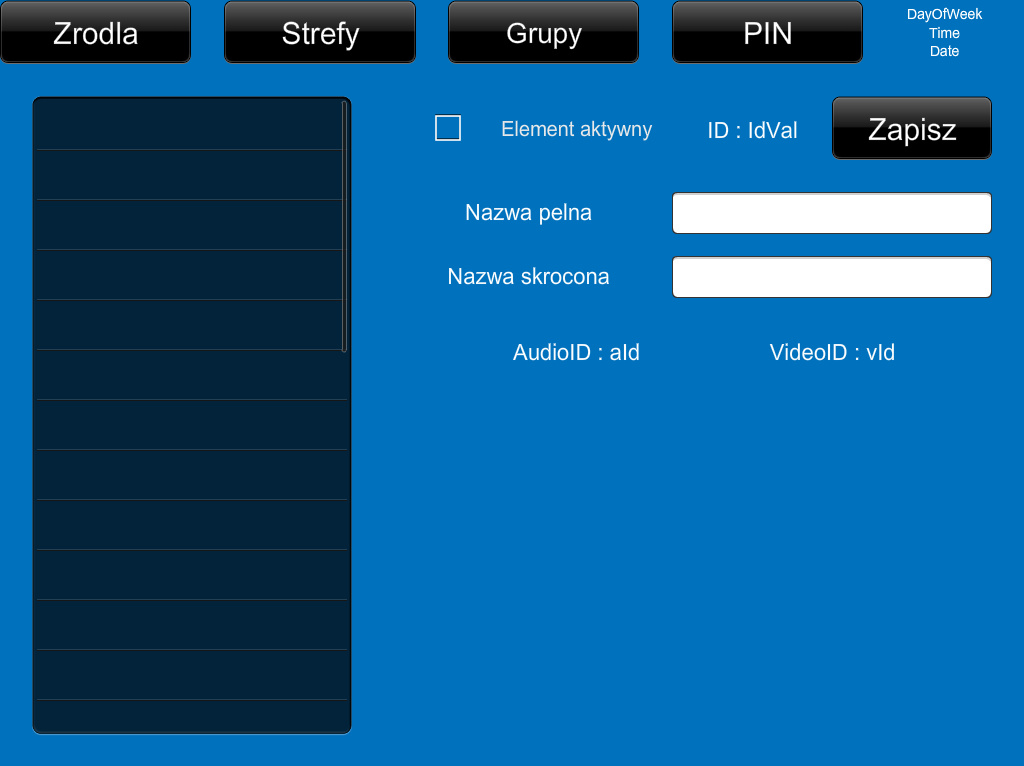 Zrodla
Strefy
Grupy
PIN
DayOfWeek
Time
Date
Element aktywny
ID : IdVal
Zapisz
Nazwa pelna
Nazwa skrocona
AudioID : aId
VideoID : vId